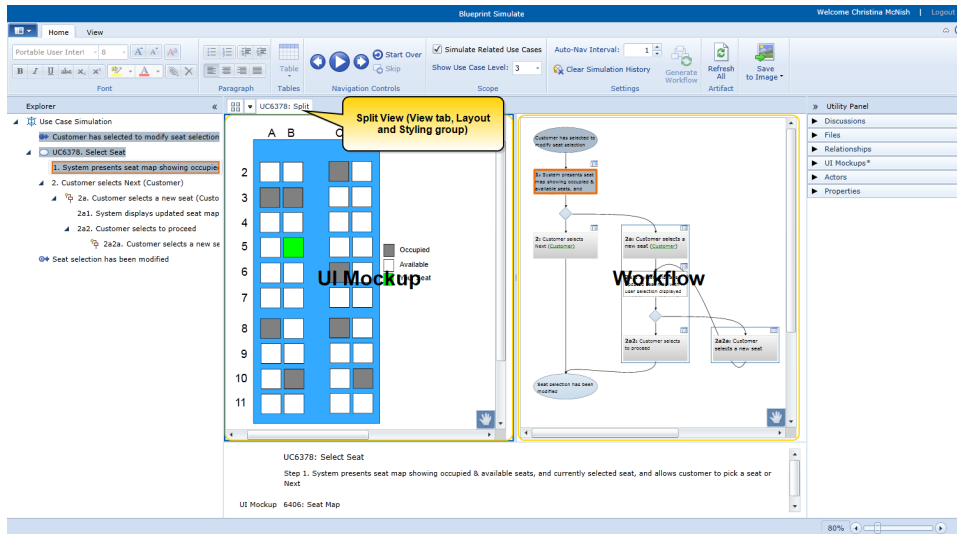 Blueprint Simulate
Welcome Christina McNish | Logout
Home View
Portable User Interf 8 A A Aa
B I U abc x, x² ab A
Font
Paragraph
Table
Tables
Start Over
Skip
Navigation Controls
Simulate Related Use Cases
Show Use Case Level: 3
Scope
Auto-Nav Interval: 1
Clear Simulation History
Generate
Workflow
Settings
Refresh
All
Artifact
Save
to Image
Explorer «
Use Case Simulation
Customer has selected to modify seat selection
UC6378. Select Seat
1. System presents seat map showing occupie
2. Customer selects Next (Customer)
2a. Customer selects a new seat (Custo
2a1. System displays updated seat map
2a2. Customer selects to proceed
2a2a. Customer selects a new se
Seat selection has been modified
UC6378: Split
Split View (View tab, Layout
and Styling group)
A B C
2
3
4
5
6
7
8
9
10
11
Occupied
Available
UI Mockup
Customer has selected to
modify seat selection
1: System presents seat
map showing occupied &
available seats, and
2: Customer selects
Next (Customer)
2a: Customer selects a
new seat (Customer)
Workflow
user selection displayed
2a2: Customer selects
to proceed
2a2a: Customer
selects a new seat
Seat selection has been
modified
» Utility Panel
Discussions
Files
Relationships
UI Mockups*
Actors
Properties
UC6378: Select Seat
Step 1. System presents seat map showing occupied & available seats, and currently selected seat, and allows customer to pick a seat or
Next
UI Mockup 6406: Seat Map
80%